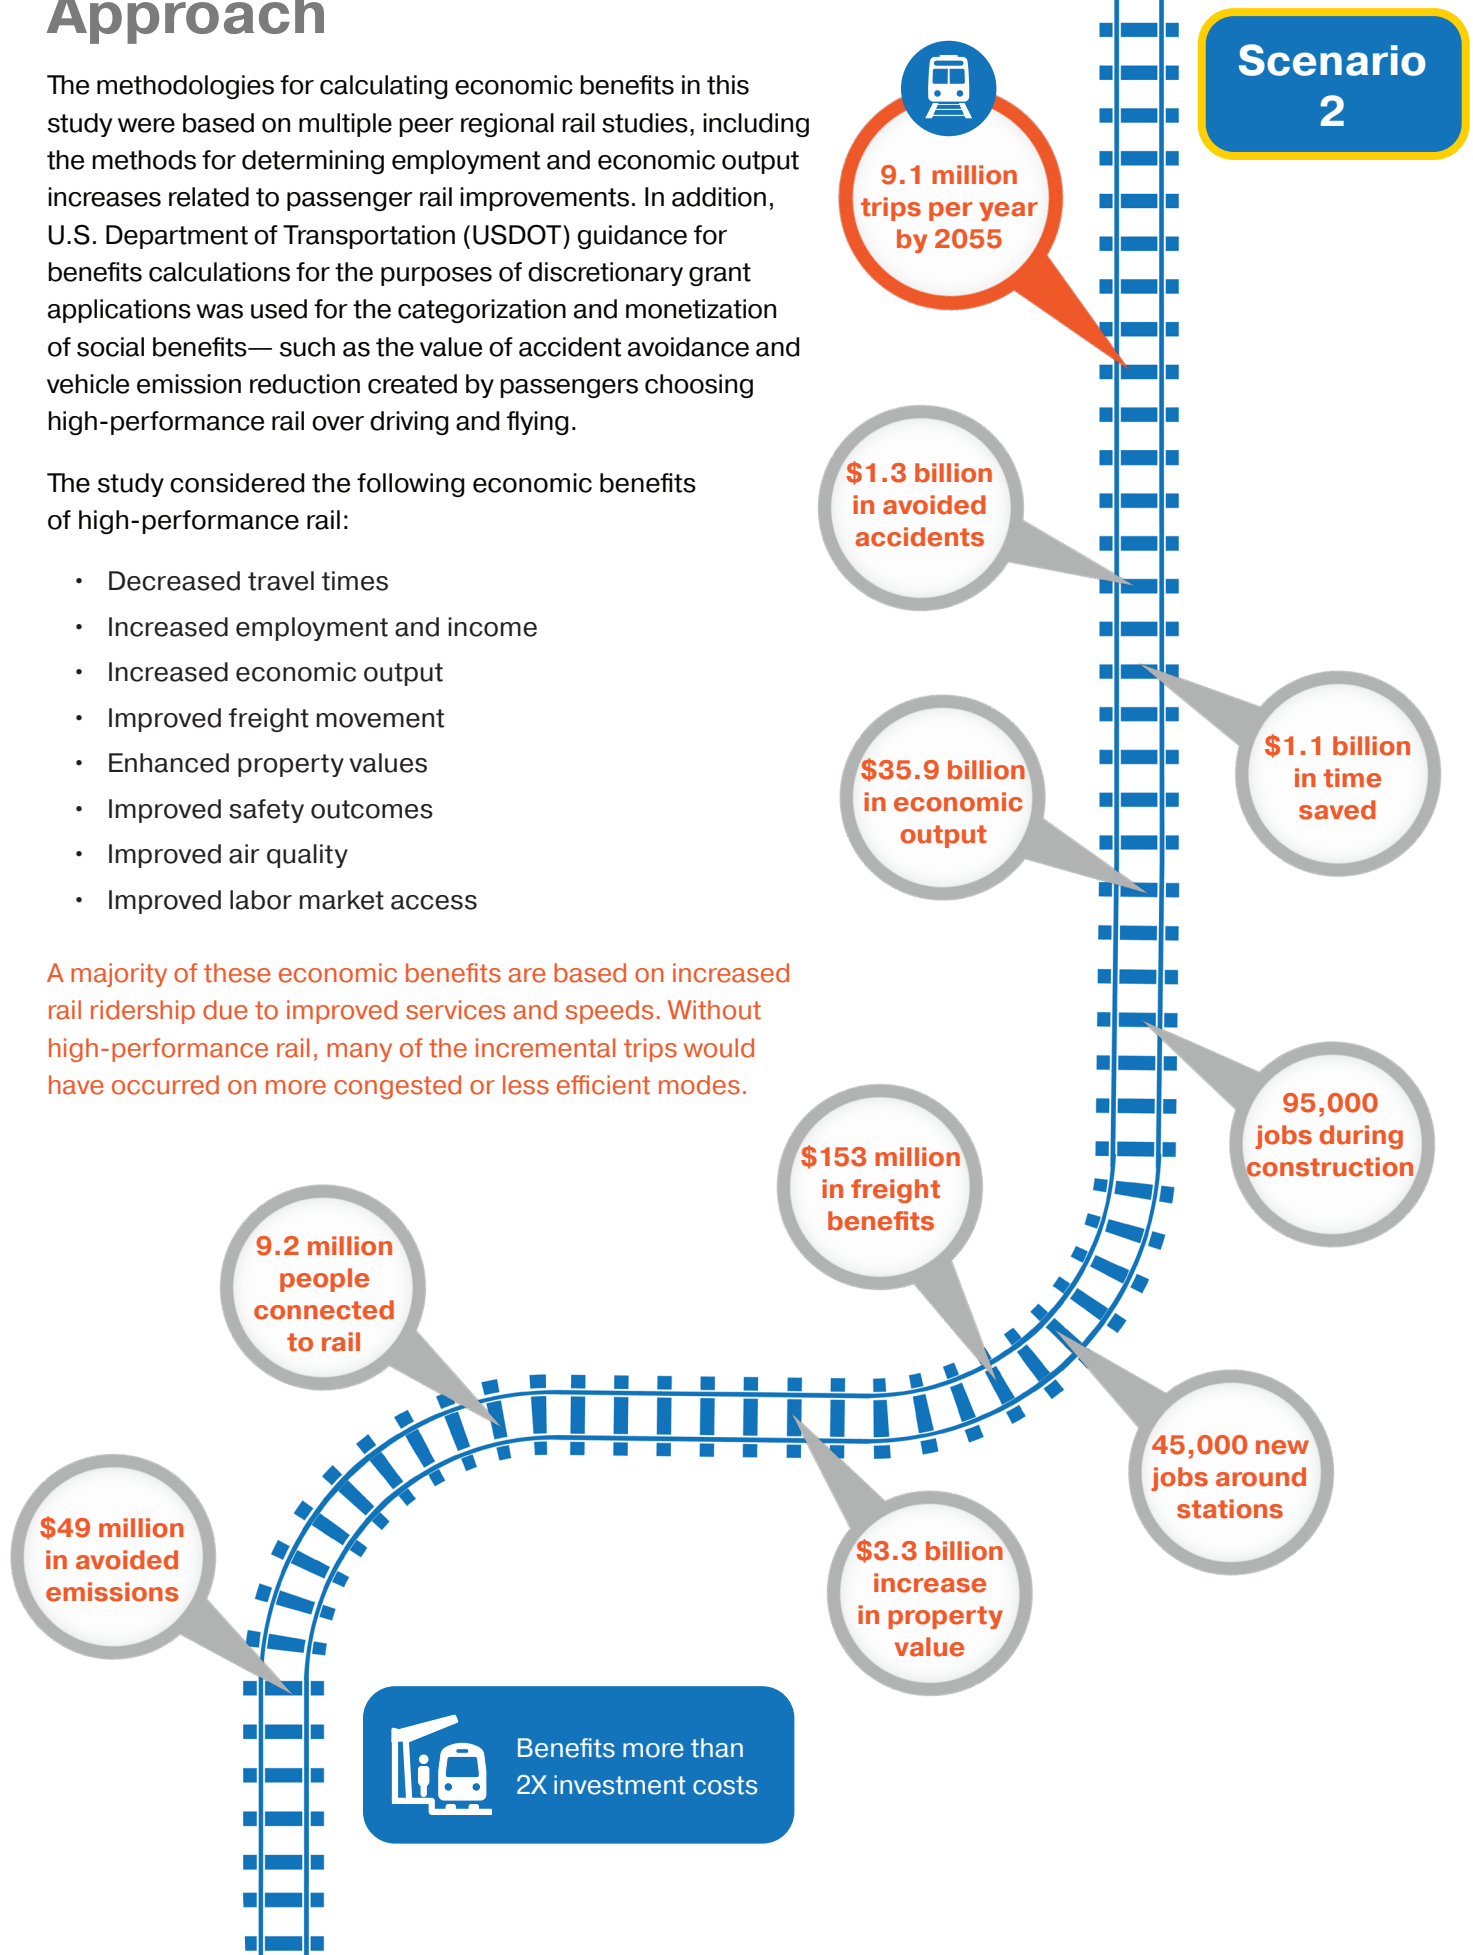 Approach
The methodologies for calculating economic benefits in this
study were based on multiple peer regional rail studies, including
the methods for determining employment and economic output
increases related to passenger rail improvements. In addition,
U.S. Department of Transportation (USDOT) guidance for
benefits calculations for the purposes of discretionary grant
applications was used for the categorization and monetization
of social benefits— such as the value of accident avoidance and
vehicle emission reduction created by passengers choosing
high-performance rail over driving and flying.
The study considered the following economic benefits
of high-performance rail:
• Decreased travel times
• Increased employment and income
• Increased economic output
• Improved freight movement
• Enhanced property values
• Improved safety outcomes
• Improved air quality
• Improved labor market access
A majority of these economic benefits are based on increased
rail ridership due to improved services and speeds. Without
high-performance rail, many of the incremental trips would
have occurred on more congested or less efficient modes.
Scenario
2
9.1 million
trips per year
by 2055
$1.3 billion
in avoided
accidents
$1.1 billion
in time
saved
$35.9 billion
in economic
output
95,000
jobs during
construction
$153 million
in freight
benefits
45,000 new
jobs around
stations
$3.3 billion
increase
in property
value
9.2 million
people
connected
to rail
$49 million
in avoided
emissions
Benefits more than
2X investment costs